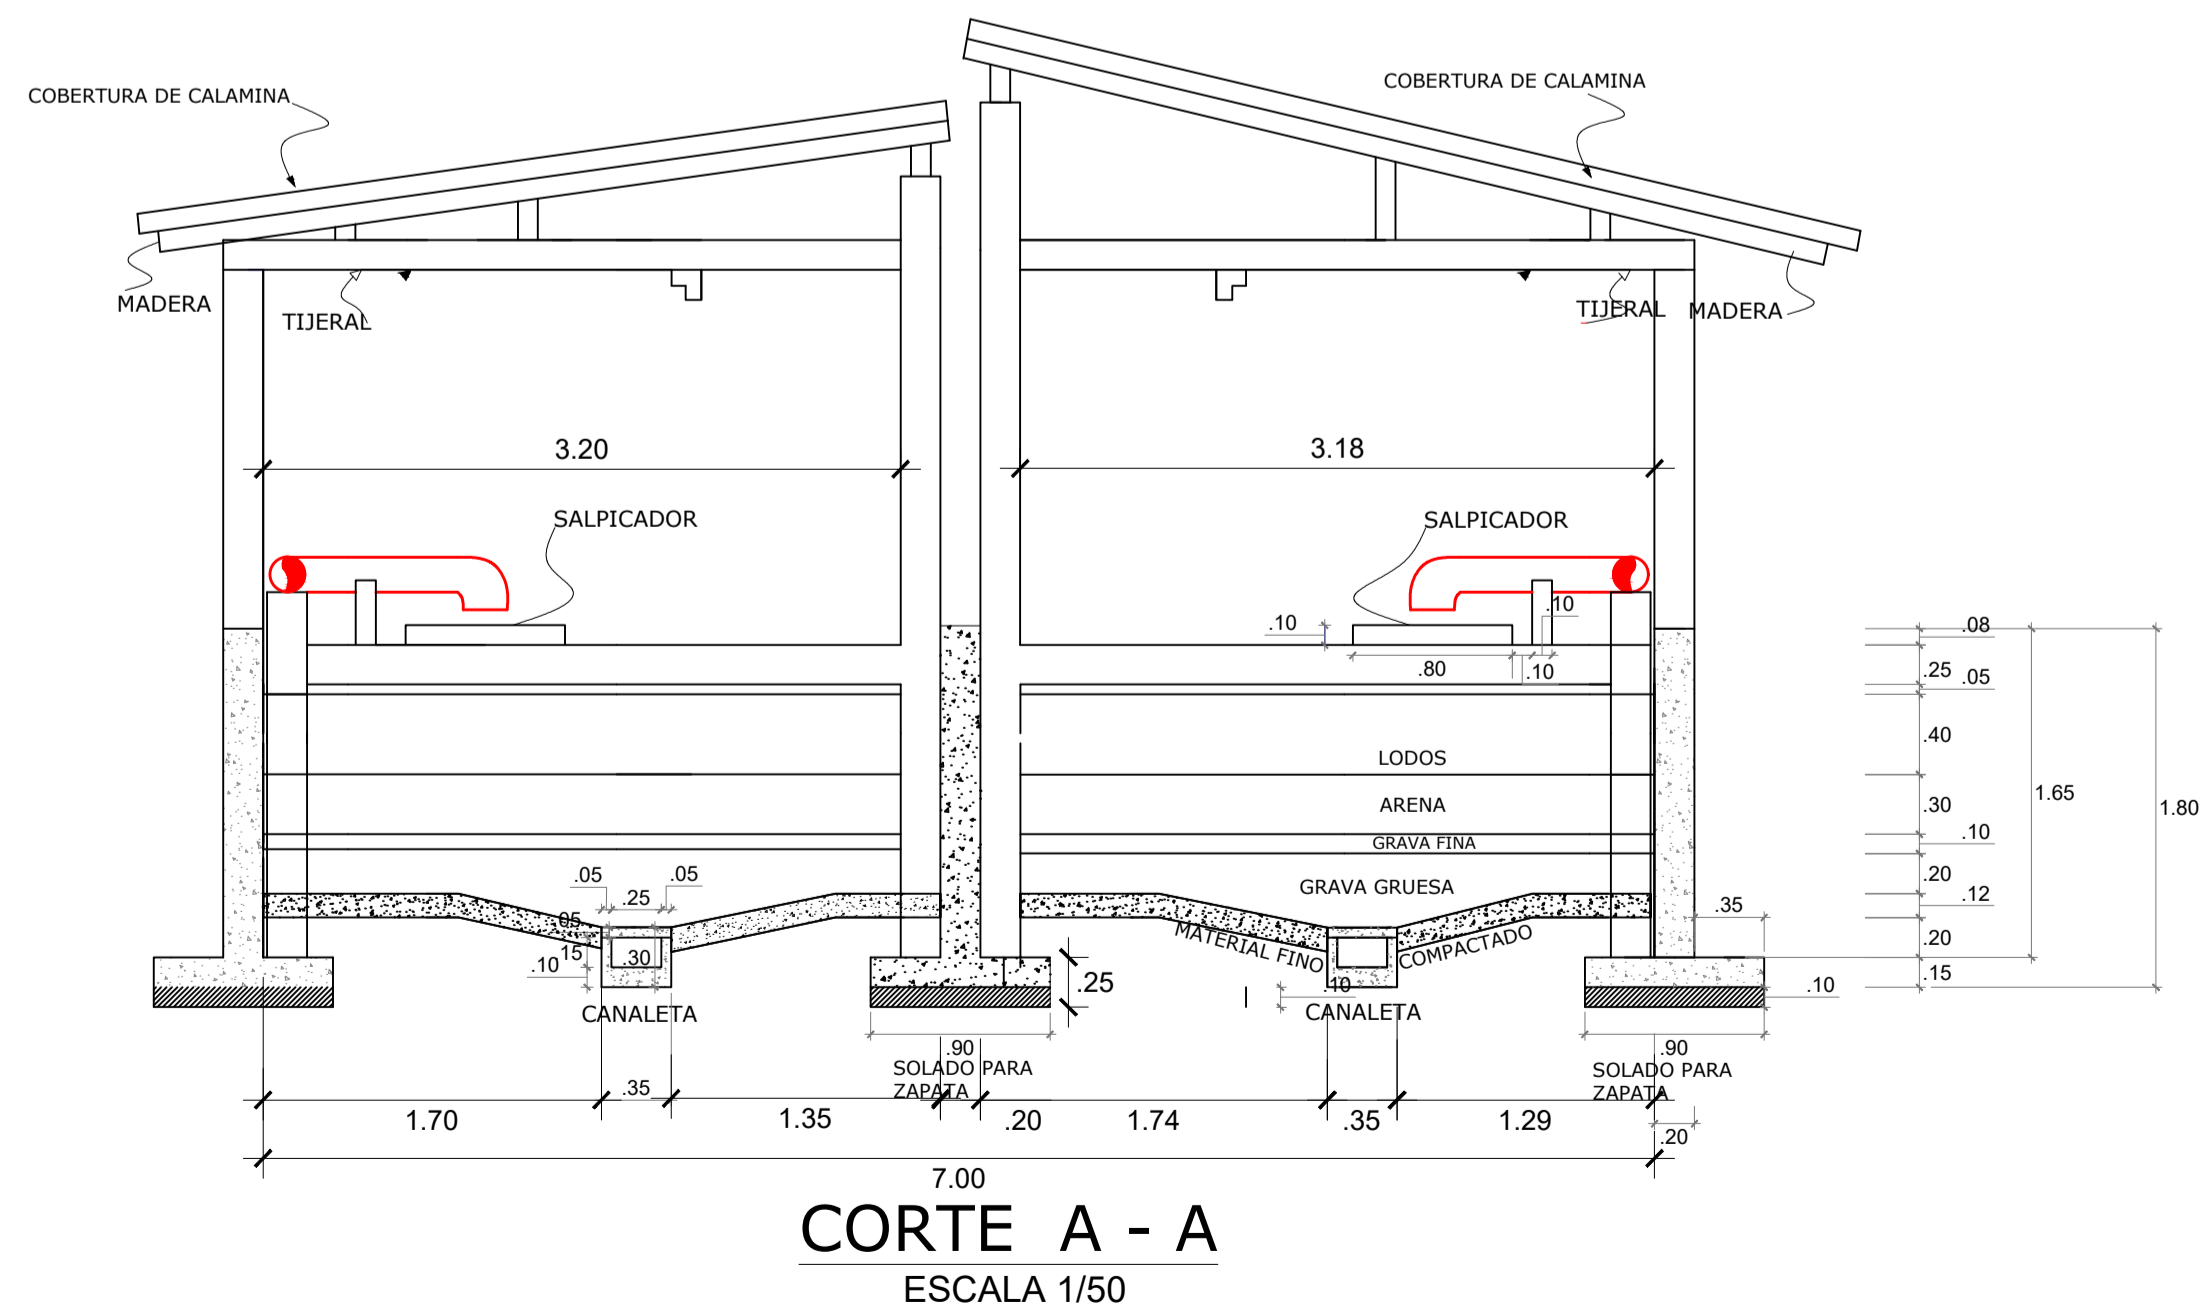 COBERTURA DE CALAMINA
COBERTURA DE CALAMINA
MADERA
TIJERAL
TIJERAL
MADERA
3.20
3.18
SALPICADOR
SALPICADOR
.10
.10
.80
.10
.08
.25
.05
.40
.30
.10
.20
.12
.20
.15
1.65
1.80
LODOS
ARENA
GRAVA FINA
GRAVA GRUESA
MATERIAL FINO
COMPACTADO
.05
.25
.05
.05
.15
.10
.30
CANALETA
.25
.10
CANALETA
.35
.10
.90
SOLADO PARA
ZAPATA
.90
SOLADO PARA
ZAPATA
1.70
.35
1.35
.20
1.74
.35
1.29
.20
7.00
CORTE A - A
ESCALA 1/50